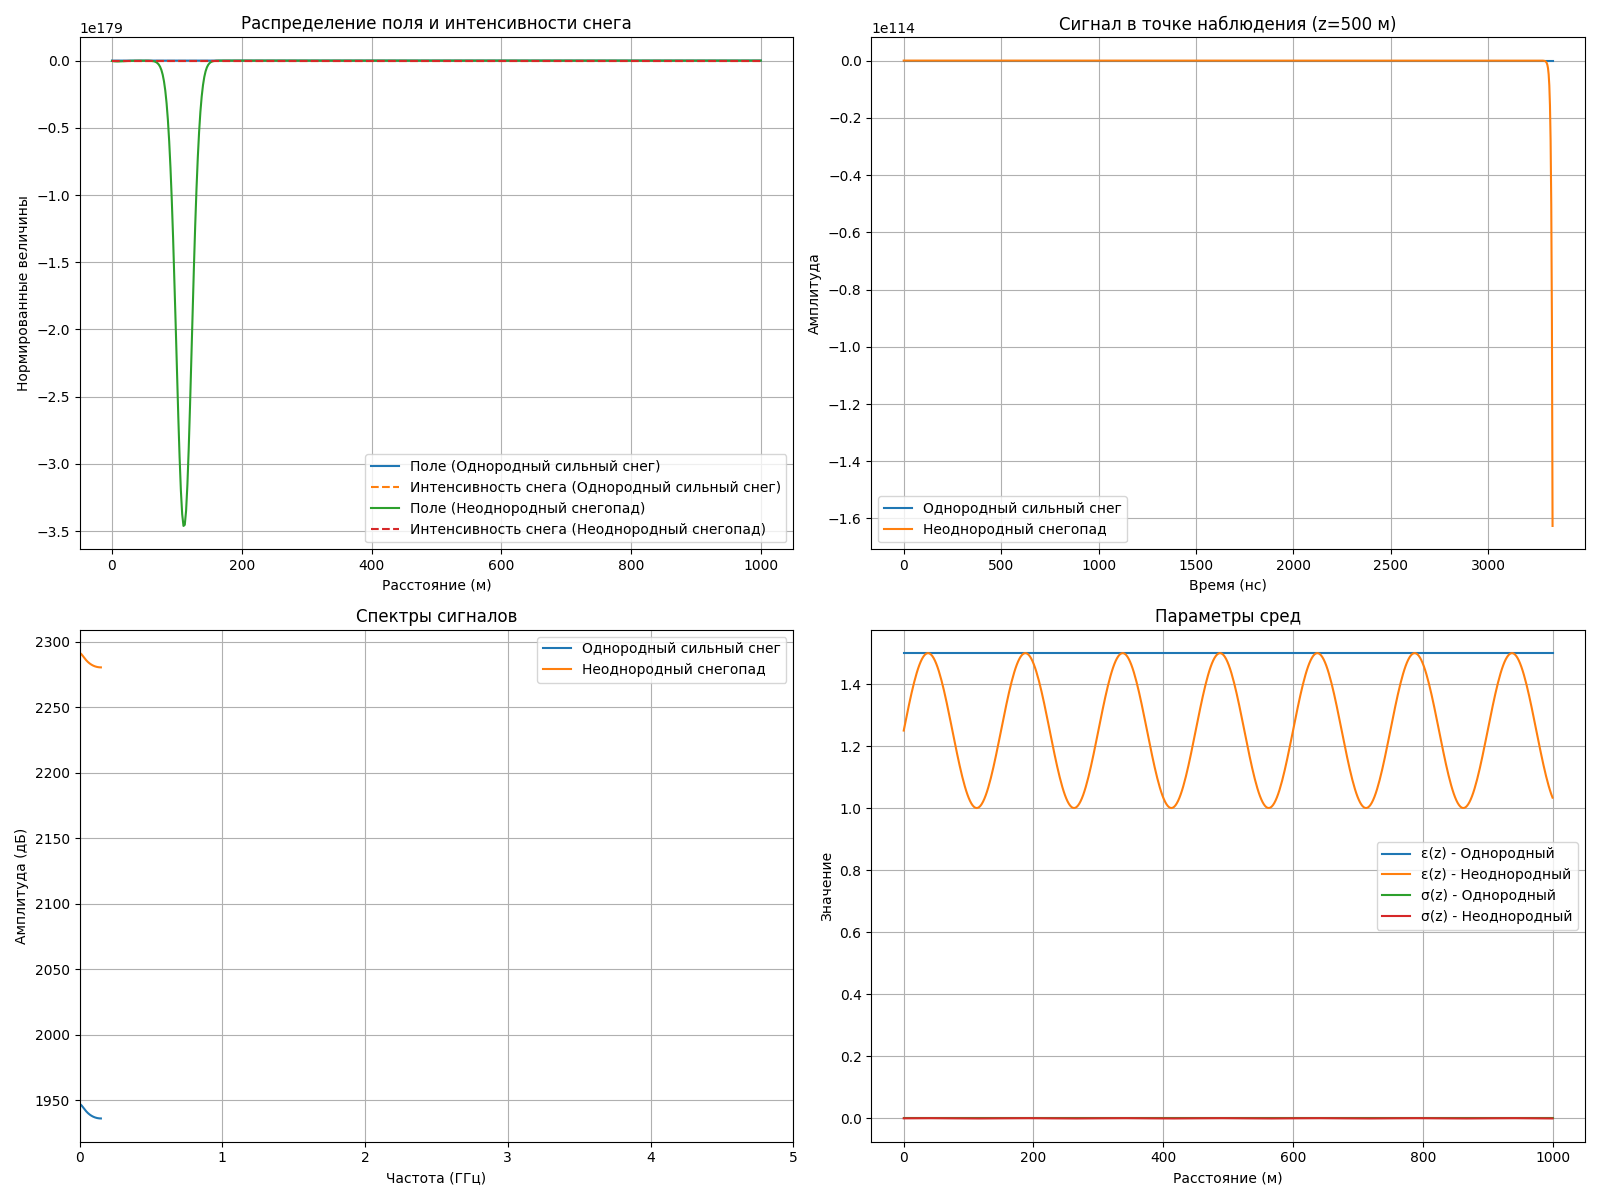 Распределение поля и интенсивности снега
1e179
0.0
−0.5
−1.0
−1.5
−2.0
−2.5
−3.0
−3.5
Нормированные величины
Поле (Однородный сильный снег)
Интенсивность снега (Однородный сильный снег)
Поле (Неоднородный снегопад)
Интенсивность снега (Неоднородный снегопад)
0 200 400 600 800 1000
Расстояние (м)
Сигнал в точке наблюдения (z=500 м)
1e114
0.0
−0.2
−0.4
−0.6
−0.8
−1.0
−1.2
−1.4
−1.6
Амплитуда
Однородный сильный снег
Неоднородный снегопад
0 500 1000 1500 2000 2500 3000
Время (нс)
Спектры сигналов
2300
2250
2200
2150
2100
2050
2000
1950
Амплитуда (дБ)
Однородный сильный снег
Неоднородный снегопад
0 1 2 3 4 5
Частота (ГГц)
Параметры сред
1.4
1.2
1.0
0.8
0.6
0.4
0.2
0.0
Значение
ε(z) - Однородный
ε(z) - Неоднородный
σ(z) - Однородный
σ(z) - Неоднородный
0 200 400 600 800 1000
Расстояние (м)